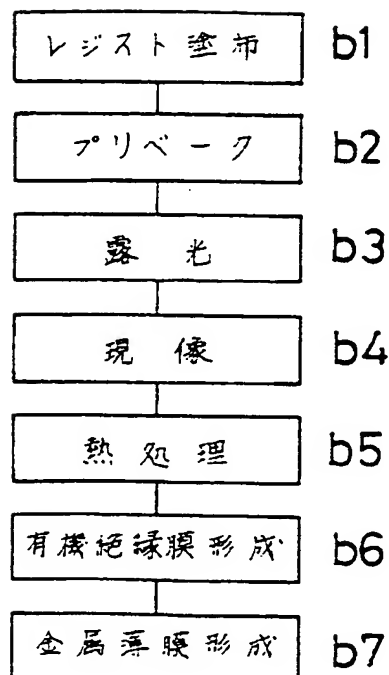 レジスト塗布 b1
プリベーク b2
露光 b3
現像 b4
熱処理 b5
有機絶縁膜形成 b6
金属薄膜形成 b7